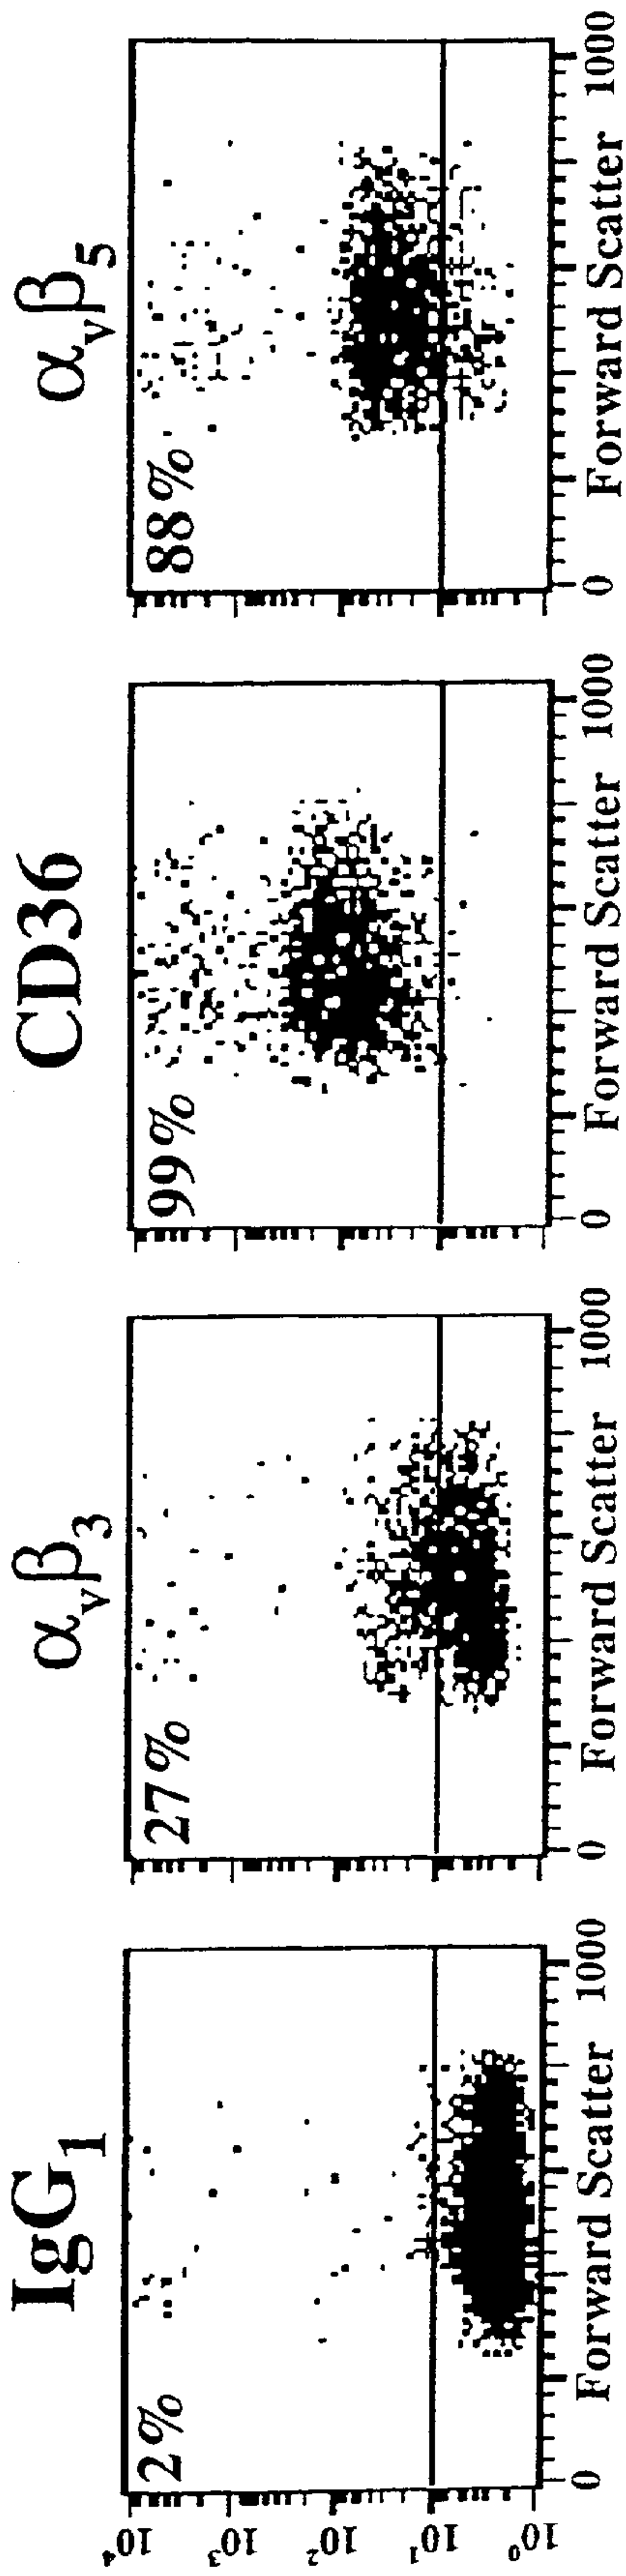 IgG₁
2%
10⁴
10³
10²
10¹
10⁰
0
1000
Forward Scatter
αᵥβ₃
27%
0
1000
Forward Scatter
CD36
99%
0
1000
Forward Scatter
αᵥβ₅
88%
0
1000
Forward Scatter